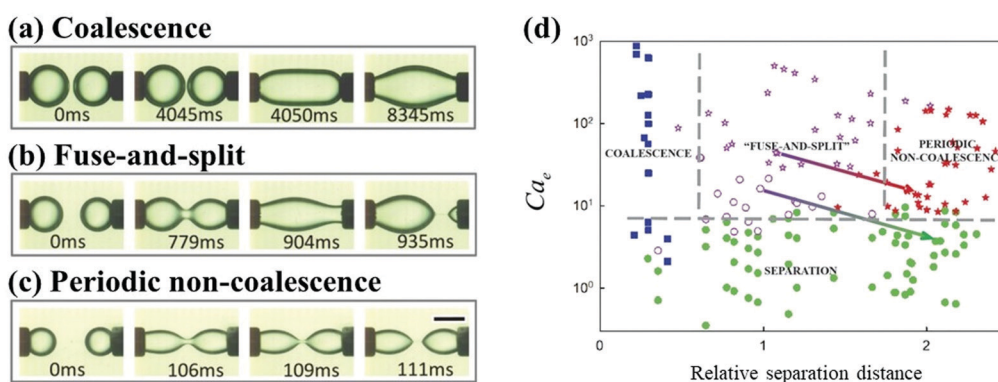 (a) Coalescence
0ms 4045ms 4050ms 8345ms
(b) Fuse-and-split
0ms 779ms 904ms 935ms
(c) Periodic non-coalescence
0ms 106ms 109ms 111ms
(d)
10³
10²
10¹
10⁰
Ca_e
COALESCENCE
“FUSE-AND-SPLIT”
PERIODIC
NON-COALESCENCE
SEPARATION
0 1 2
Relative separation distance